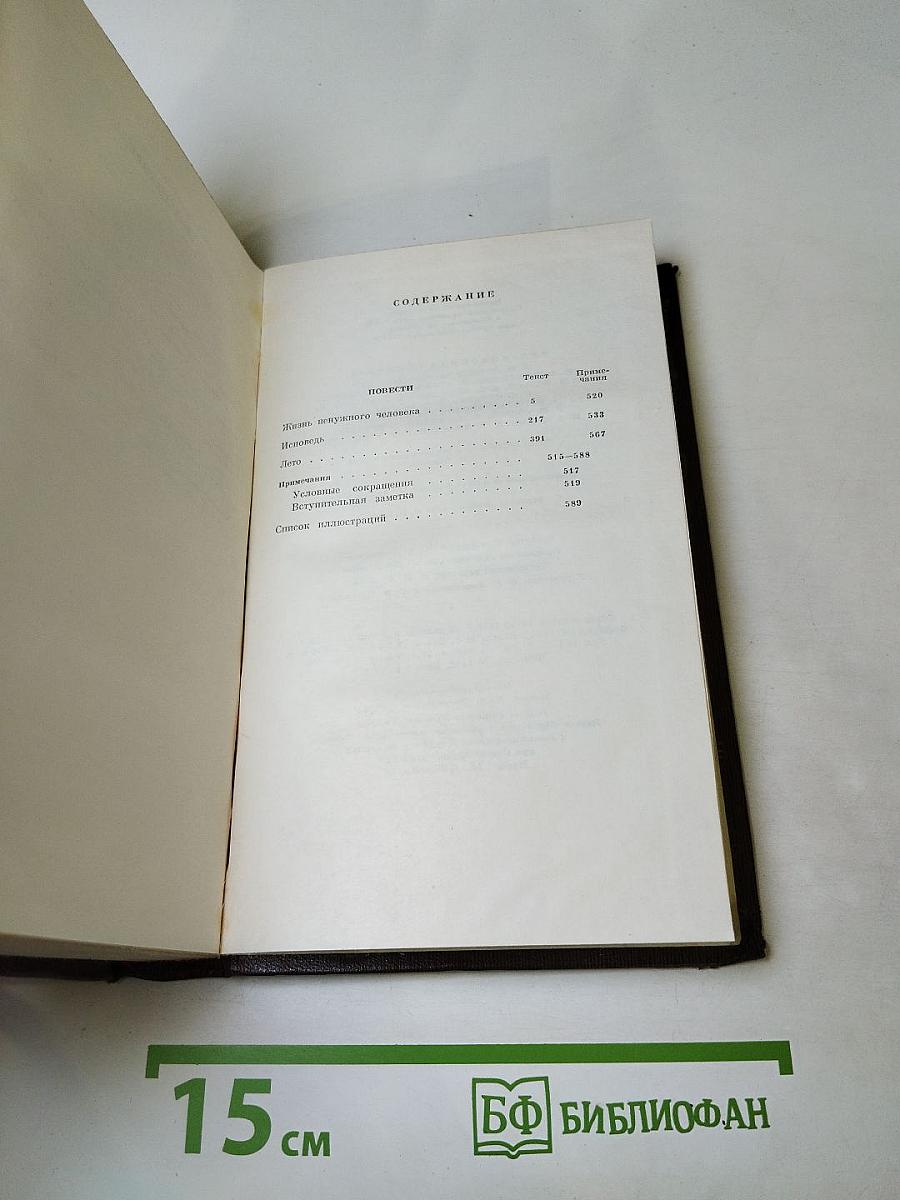 СОДЕРЖАНИЕ
Текст Приме-
чания
ПОВЕСТИ
Жизнь ненужного человека . . . . . . . . . . 5 520
Исповедь . . . . . . . . . . . . . . . . . . 217 533
Лето . . . . . . . . . . . . . . . . . . . . 391 567
Примечания . . . . . . . . . . . . . . . . . 515—588
Условные сокращения . . . . . . . . . . 517
Вступительная заметка . . . . . . . . . . 519
Список иллюстраций . . . . . . . . . . . 589
15 см
БФ БИБЛИОФАН